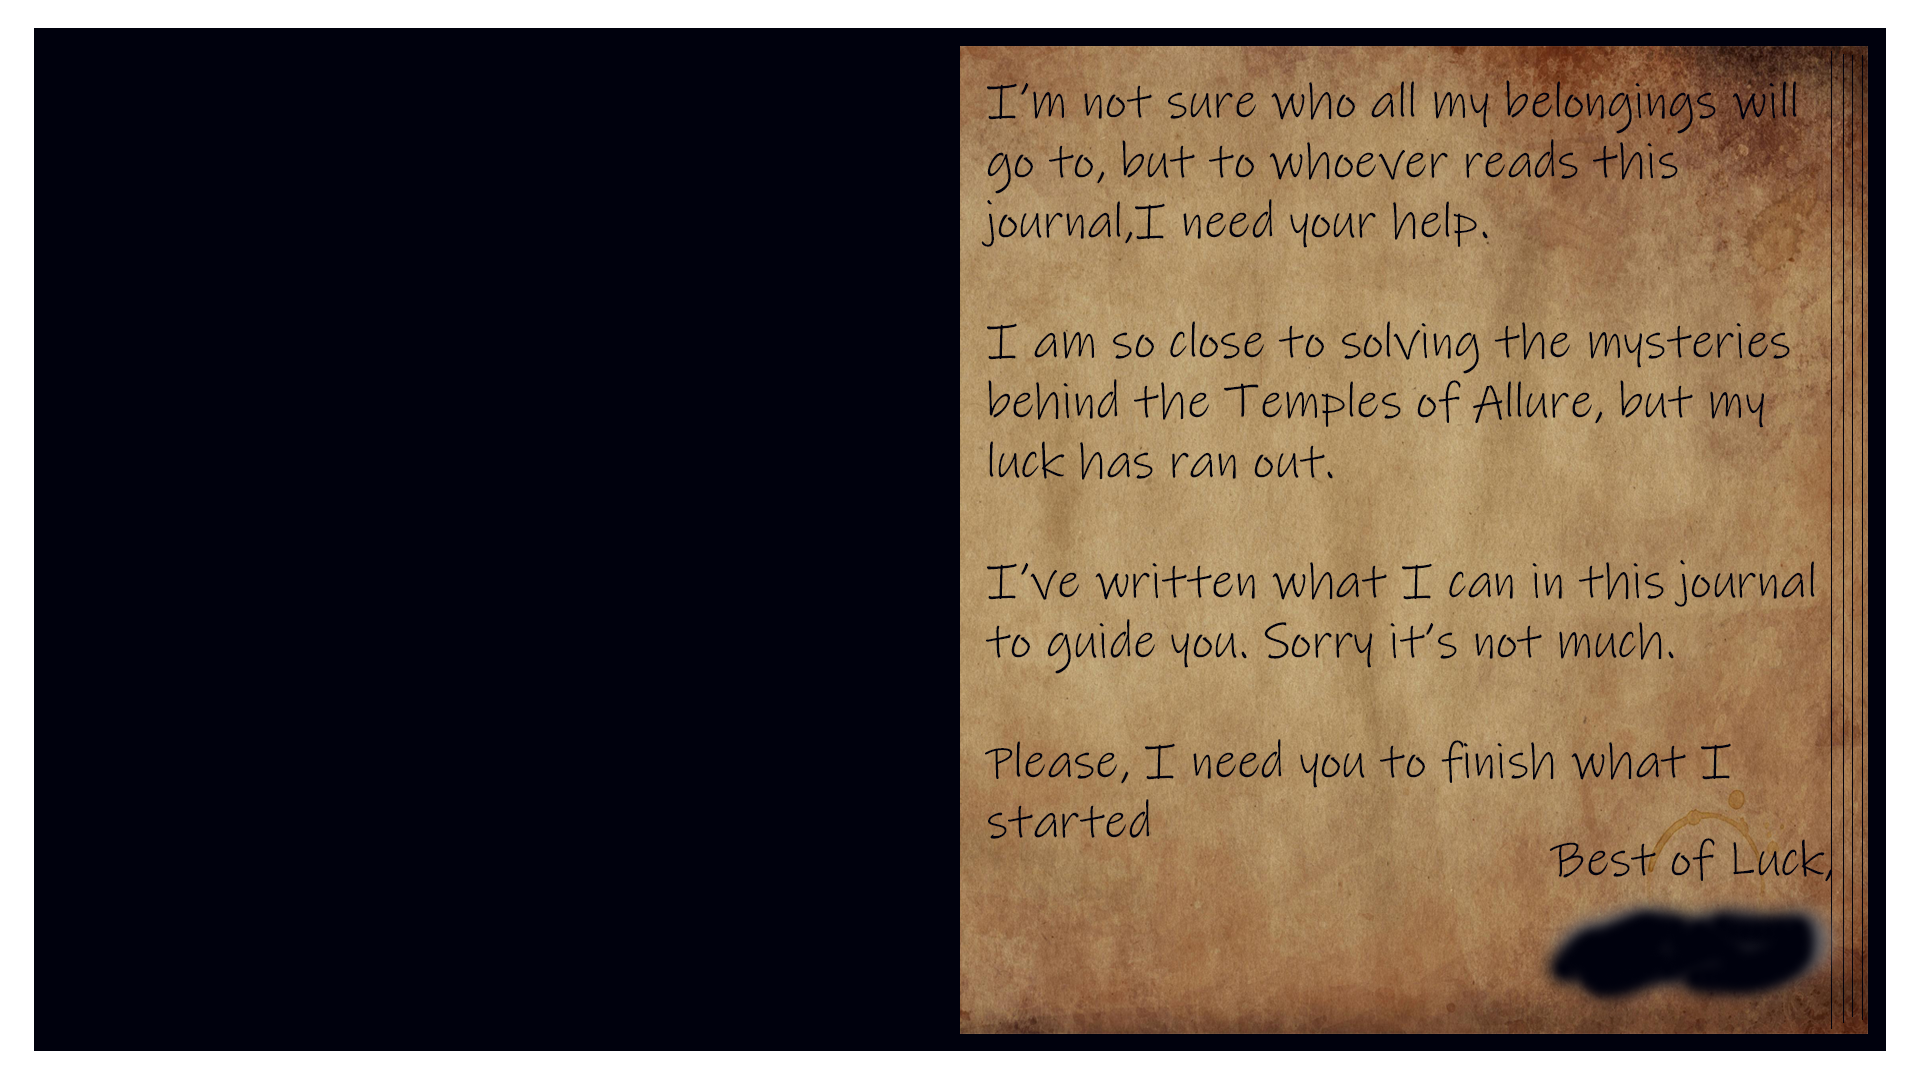 I'm not sure who all my belongings will
go to, but to whoever reads this
journal,I need your help.
I am so close to solving the mysteries
behind the Temples of Allure, but my
luck has ran out.
I've written what I can in this journal
to guide you. Sorry it's not much.
Please, I need you to finish what I
started
Best of Luck,